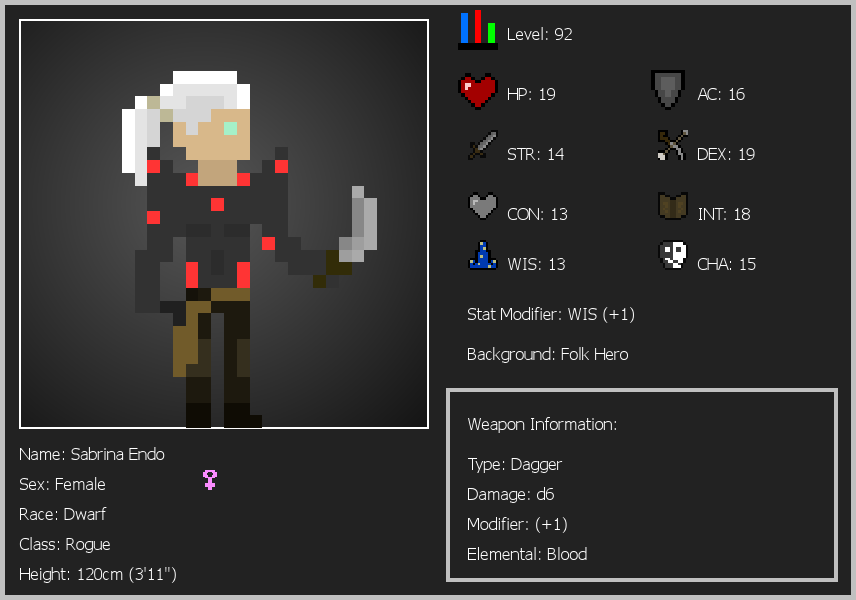 Level: 92
HP: 19
AC: 16
STR: 14
DEX: 19
CON: 13
INT: 18
WIS: 13
CHA: 15
Stat Modifier: WIS (+1)
Background: Folk Hero
Weapon Information:
Type: Dagger
Damage: d6
Modifier: (+1)
Elemental: Blood
Name: Sabrina Endo
Sex: Female
Race: Dwarf
Class: Rogue
Height: 120cm (3'11")